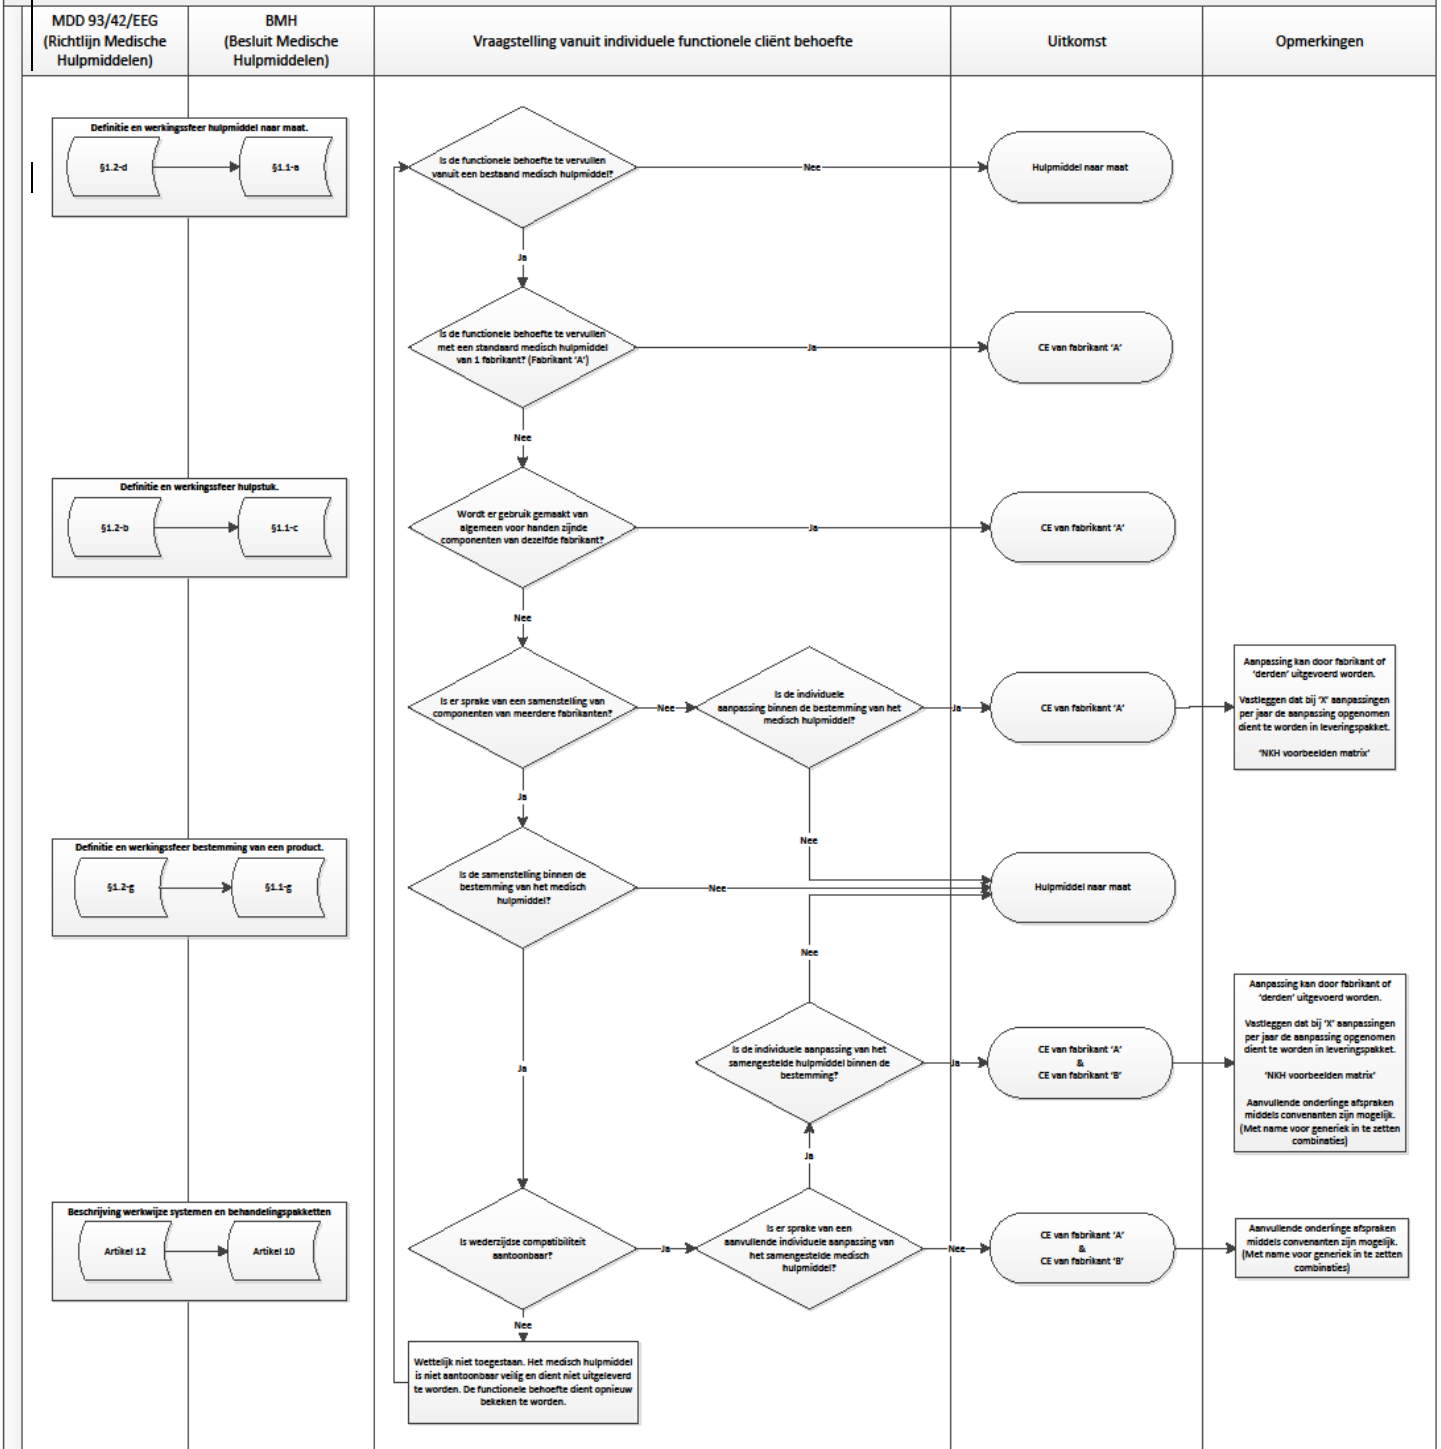 MDD 93/42/EEG
(Richtlijn Medische
Hulpmiddelen)
BMH
(Besluit Medische
Hulpmiddelen)
Vraagstelling vanuit individuele functionele cliënt behoefte
Uitkomst
Opmerkingen
Definitie en werkingssfeer hulpmiddel naar maat.
§1.2-d
§1.1-a
Is de functionele behoefte te vervullen
vanuit een bestaand medisch hulpmiddel?
Nee
Hulpmiddel naar maat
Ja
Is de functionele behoefte te vervullen
met een standaard medisch hulpmiddel
van 1 fabrikant? (Fabrikant 'A')
Ja
CE van fabrikant 'A'
Nee
Definitie en werkingssfeer hulpstuk.
§1.2-b
§1.1-c
Wordt er gebruik gemaakt van
algemeen voor handen zijnde
componenten van dezelfde fabrikant?
Ja
CE van fabrikant 'A'
Nee
Is er sprake van een samenstelling van
componenten van meerdere fabrikanten?
Nee
Is de individuele
aanpassing binnen de bestemming van het
medisch hulpmiddel?
Ja
CE van fabrikant 'A'
Aanpassing kan door fabrikant of
'derden' uitgevoerd worden.
Vastleggen dat bij 'X' aanpassingen
per jaar de aanpassing opgenomen
dient te worden in leveringspakket.
'NKH voorbeelden matrix'
Ja
Nee
Definitie en werkingssfeer bestemming van een product.
§1.2-g
§1.1-g
Is de samenstelling binnen de
bestemming van het medisch
hulpmiddel?
Nee
Hulpmiddel naar maat
Nee
Ja
Is de individuele aanpassing van het
samengestelde hulpmiddel binnen de
bestemming?
Ja
CE van fabrikant 'A'
&
CE van fabrikant 'B'
Aanpassing kan door fabrikant of
'derden' uitgevoerd worden.
Vastleggen dat bij 'X' aanpassingen
per jaar de aanpassing opgenomen
dient te worden in leveringspakket.
'NKH voorbeelden matrix'
Aanvullende onderlinge afspraken
middels convenanten zijn mogelijk.
(Met name voor generiek in te zetten
combinaties)
Ja
Beschrijving werkwijze systemen en behandelingspakketten
Artikel 12
Artikel 10
Is wederzijdse compatibiliteit
aantoonbaar?
Ja
Is er sprake van een
aanvullende individuele aanpassing van
het samengestelde medisch
hulpmiddel?
Nee
CE van fabrikant 'A'
&
CE van fabrikant 'B'
Aanvullende onderlinge afspraken
middels convenanten zijn mogelijk.
(Met name voor generiek in te zetten
combinaties)
Nee
Wettelijk niet toegestaan. Het medisch hulpmiddel
is niet aantoonbaar veilig en dient niet uitgeleverd
te worden. De functionele behoefte dient opnieuw
bekeken te worden.